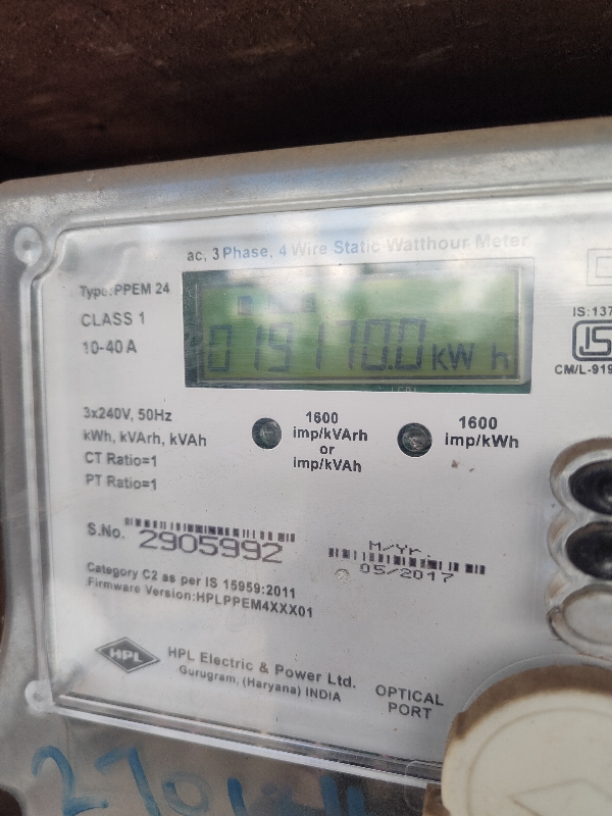 ac, 3 Phase, 4 Wire Static Watthour Meter
Type: PPEM 24
CLASS 1
10-40 A
019170.0 kW h
IS:137
CM/L-919
3x240V, 50Hz
kWh, kVArh, kVAh
CT Ratio=1
PT Ratio=1
1600
imp/kVArh
or
imp/kVAh
1600
imp/kWh
S.No. 2905992
M/Yr.
05/2017
Category C2 as per IS 15959:2011
Firmware Version:HPLPPEM4XXX01
HPL
HPL Electric & Power Ltd.
Gurugram, (Haryana) INDIA
OPTICAL
PORT